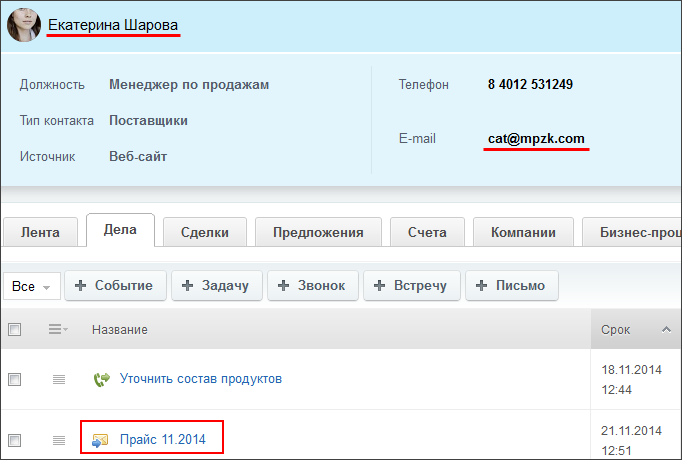 Екатерина Шарова
Должность Менеджер по продажам Телефон 8 4012 531249
Тип контакта Поставщики
E-mail cat@mpzk.com
Источник Веб-сайт
Лента Дела Сделки Предложения Счета Компании Бизнес-проц
Все + Событие + Задачу + Звонок + Встречу + Письмо
Название Срок
Уточнить состав продуктов 18.11.2014
12:44
Прайс 11.2014 21.11.2014
12:51